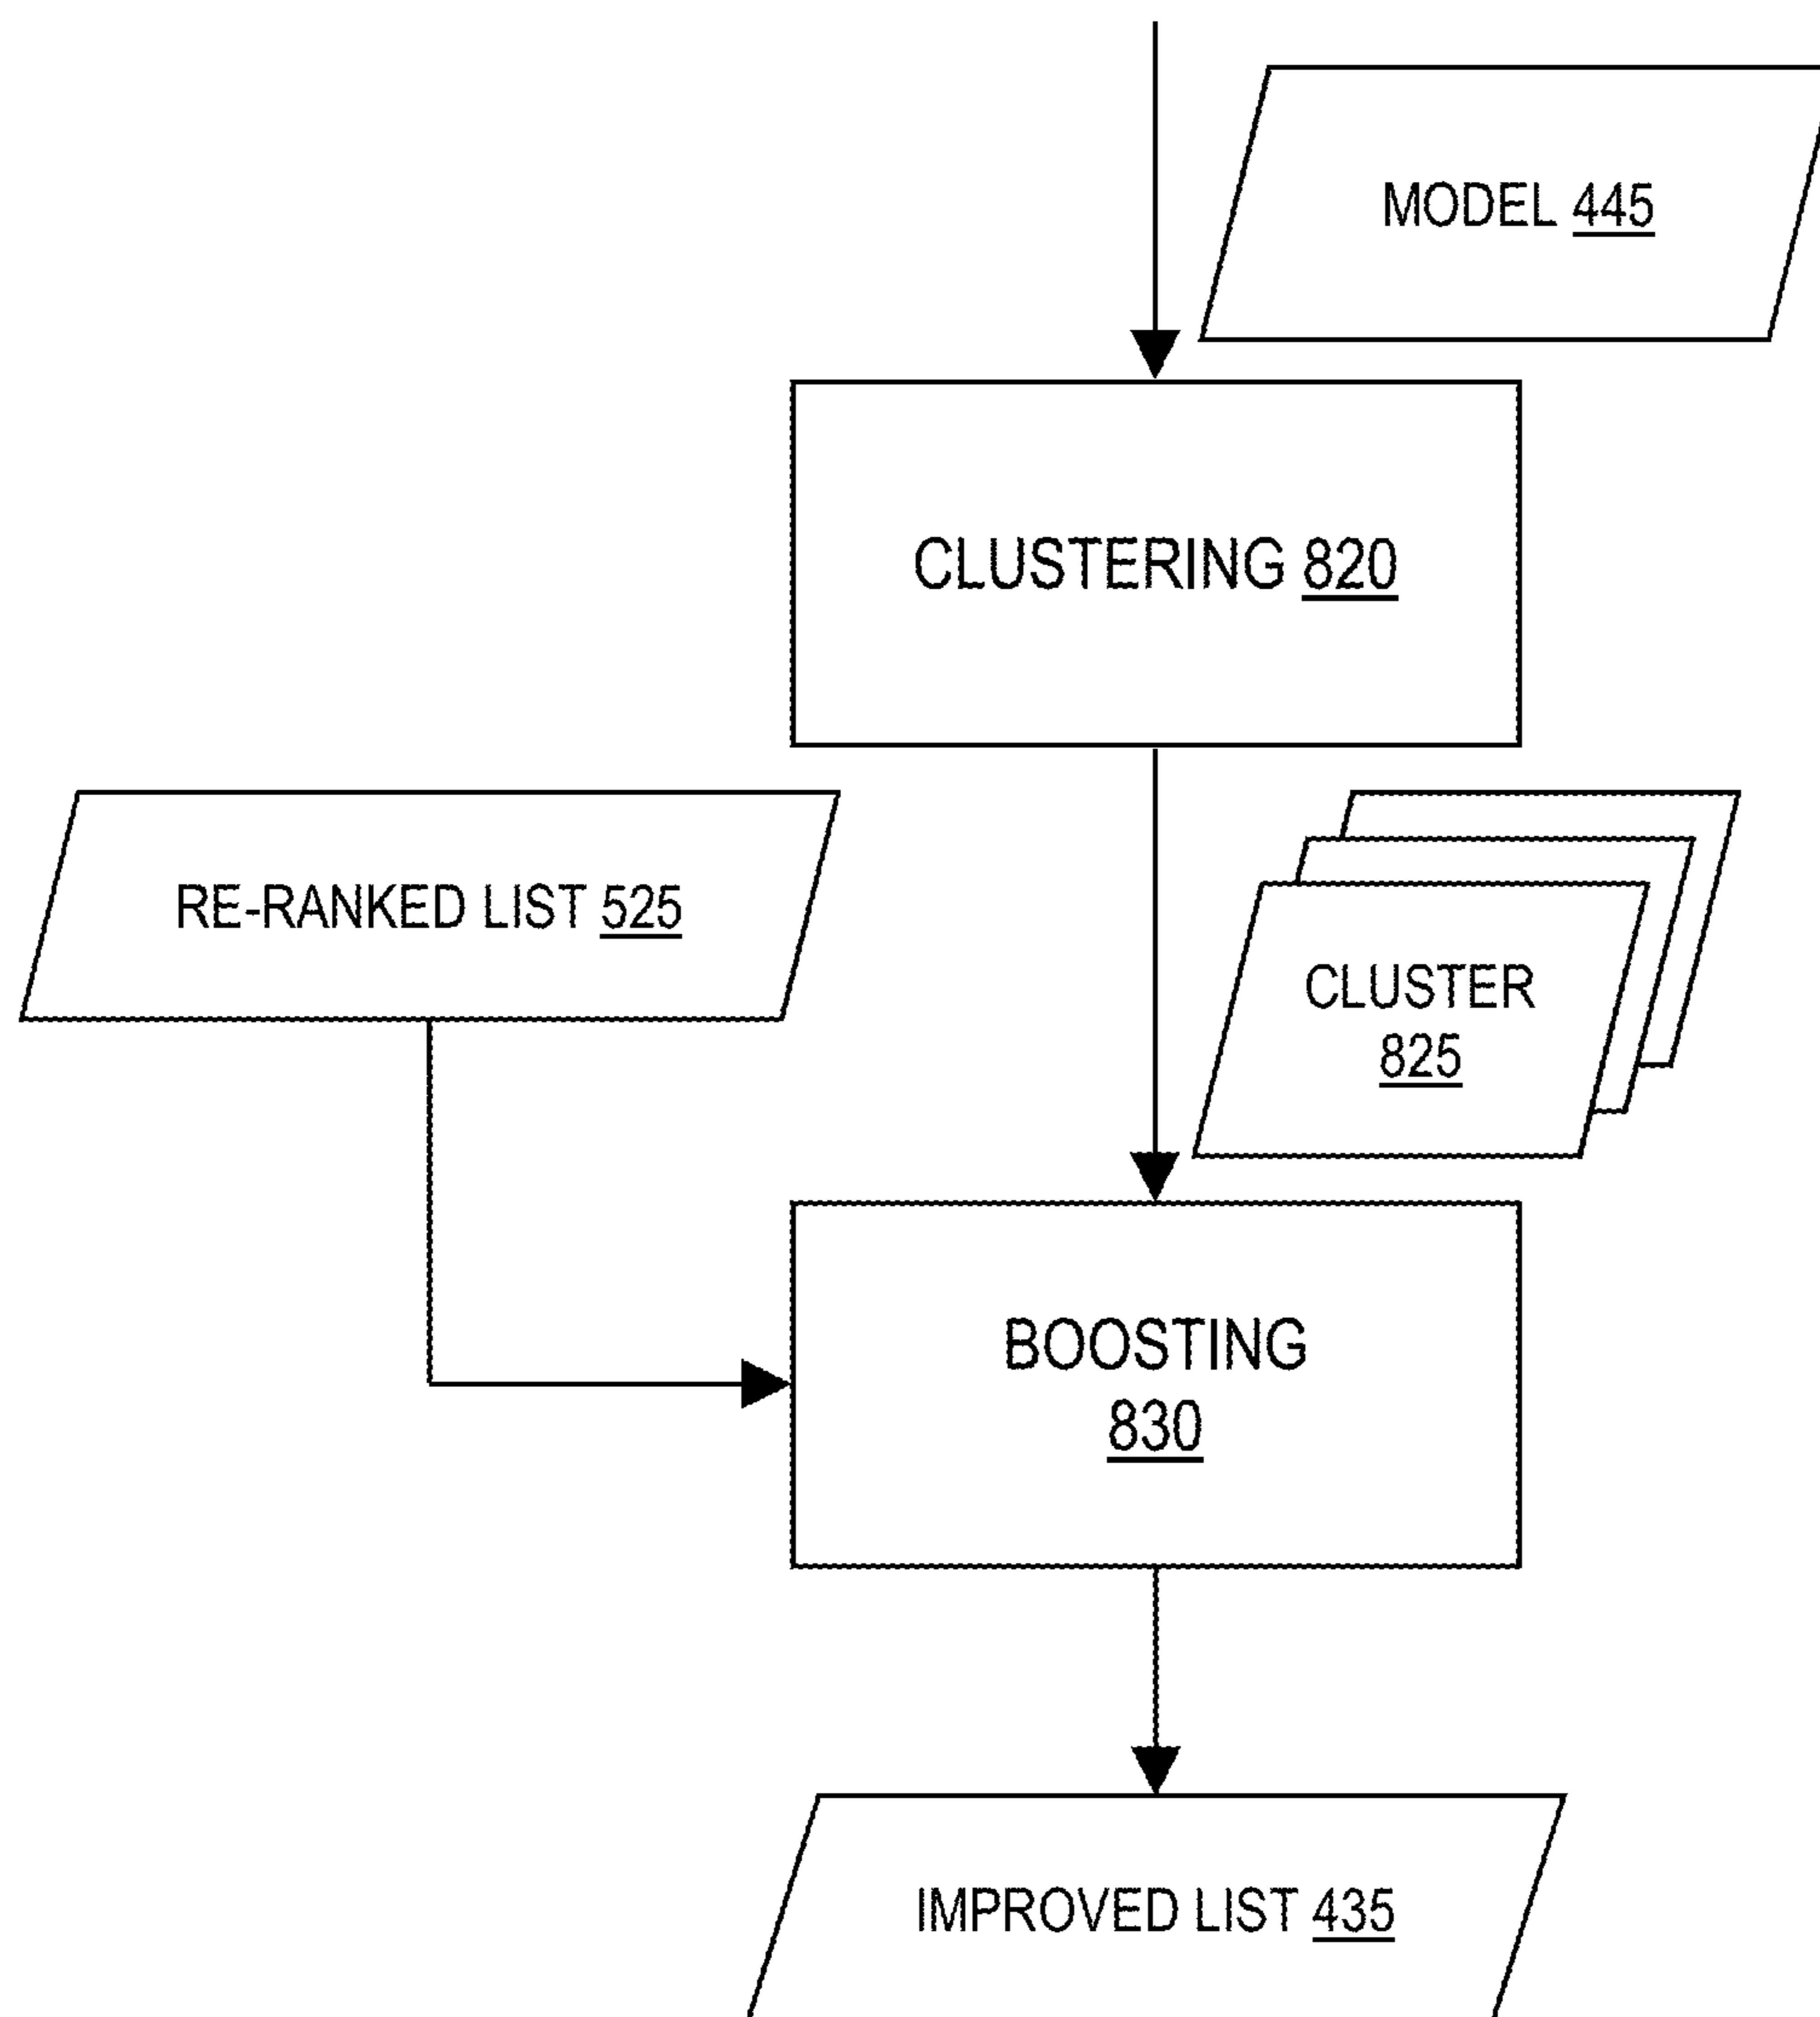 MODEL 445
CLUSTERING 820
RE-RANKED LIST 525
CLUSTER
825
BOOSTING
830
IMPROVED LIST 435